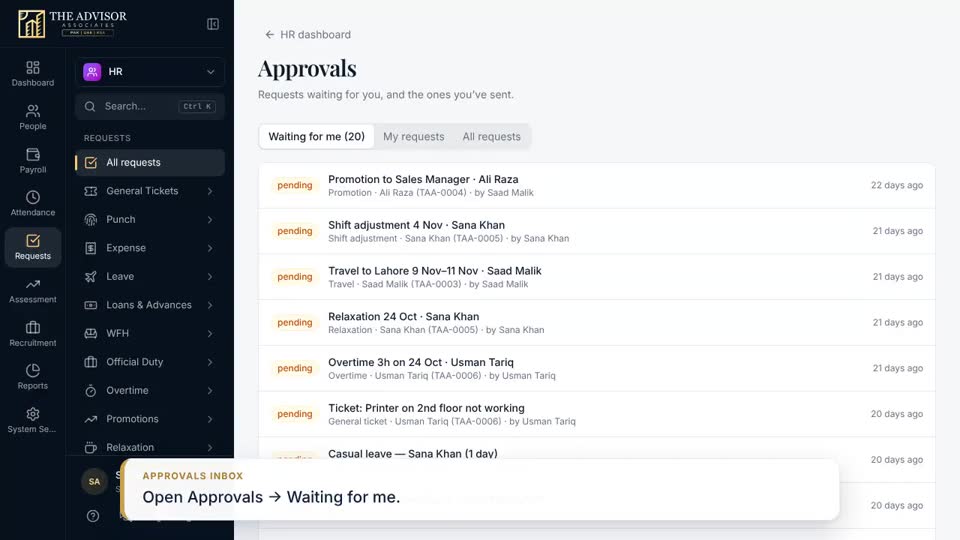 THE ADVISOR
ASSOCIATES
Dashboard
People
Payroll
Attendance
Requests
Assessment
Recruitment
Reports
System Se...
HR
Search...
Ctrl K
REQUESTS
All requests
General Tickets
Punch
Expense
Leave
Loans & Advances
WFH
Official Duty
Overtime
Promotions
Relaxation
SA
← HR dashboard
Approvals
Requests waiting for you, and the ones you've sent.
Waiting for me (20)
My requests
All requests
pending
Promotion to Sales Manager · Ali Raza
Promotion · Ali Raza (TAA-0004) · by Saad Malik
22 days ago
pending
Shift adjustment 4 Nov · Sana Khan
Shift adjustment · Sana Khan (TAA-0005) · by Sana Khan
21 days ago
pending
Travel to Lahore 9 Nov–11 Nov · Saad Malik
Travel · Saad Malik (TAA-0003) · by Saad Malik
21 days ago
pending
Relaxation 24 Oct · Sana Khan
Relaxation · Sana Khan (TAA-0005) · by Sana Khan
21 days ago
pending
Overtime 3h on 24 Oct · Usman Tariq
Overtime · Usman Tariq (TAA-0006) · by Usman Tariq
21 days ago
pending
Ticket: Printer on 2nd floor not working
General ticket · Usman Tariq (TAA-0006) · by Usman Tariq
20 days ago
Casual leave — Sana Khan (1 day)
20 days ago
20 days ago
APPROVALS INBOX
Open Approvals → Waiting for me.